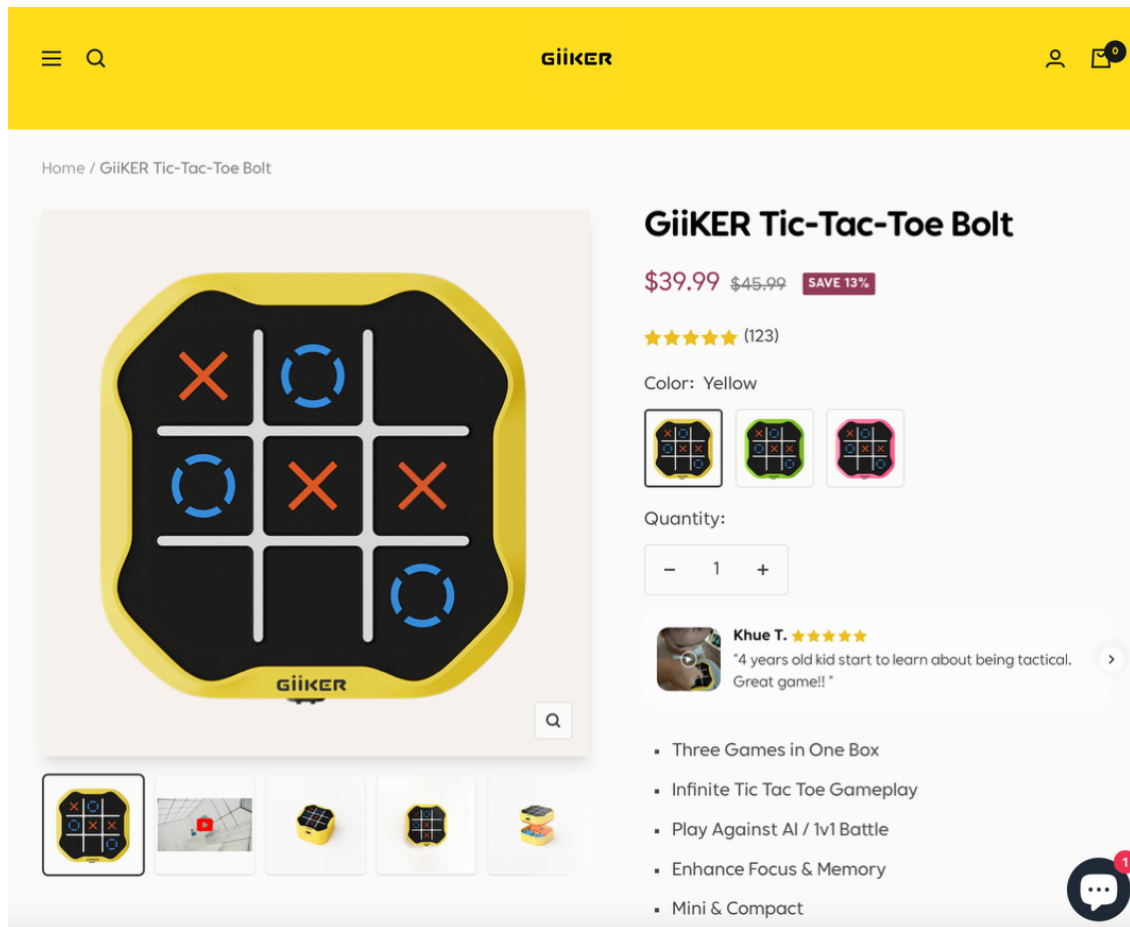 GiiKER
0
Home / GiiKER Tic-Tac-Toe Bolt
GiiKER
GiiKER Tic-Tac-Toe Bolt
$39.99 $45.99 SAVE 13%
(123)
Color: Yellow
Quantity:
− 1 +
Khue T.
"4 years old kid start to learn about being tactical.
Great game!! "
▪ Three Games in One Box
▪ Infinite Tic Tac Toe Gameplay
▪ Play Against AI / 1v1 Battle
▪ Enhance Focus & Memory
▪ Mini & Compact
1